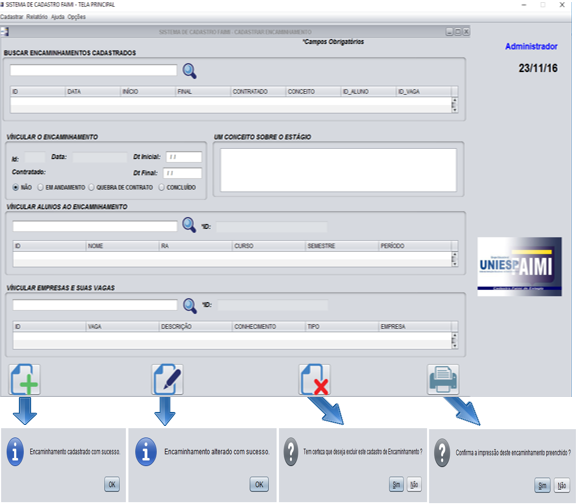 SISTEMA DE CADASTRO FAIMI - TELA PRINCIPAL
Cadastrar Relatório Ajuda Opções
SISTEMA DE CADASTRO FAIMI - CADASTRAR ENCAMINHAMENTO
*Campos Obrigatórios
BUSCAR ENCAMINHAMENTOS CADASTRADOS
Administrador
23/11/16
ID DATA INÍCIO FINAL CONTRATADO CONCEITO ID_ALUNO ID_VAGA
VINCULAR O ENCAMINHAMENTO
UM CONCEITO SOBRE O ESTÁGIO
Id: Data: Dt Inicial: / /
Contratado: Dt Final: / /
NÃO EM ANDAMENTO QUEBRA DE CONTRATO CONCLUÍDO
VINCULAR ALUNOS AO ENCAMINHAMENTO
*ID:
ID NOME RA CURSO SEMESTRE PERÍODO
UNIESP FAIMI
VINCULAR EMPRESAS E SUAS VAGAS
*ID:
ID VAGA DESCRIÇÃO CONHECIMENTO TIPO EMPRESA
Encaminhamento cadastrado com sucesso.
OK
Encaminhamento alterado com sucesso.
OK
Tem certeça que deseja excluir este cadastro de Encaminhamento ?
Sim Não
Confirma a impressão deste encaminhamento preenchido ?
Sim Não